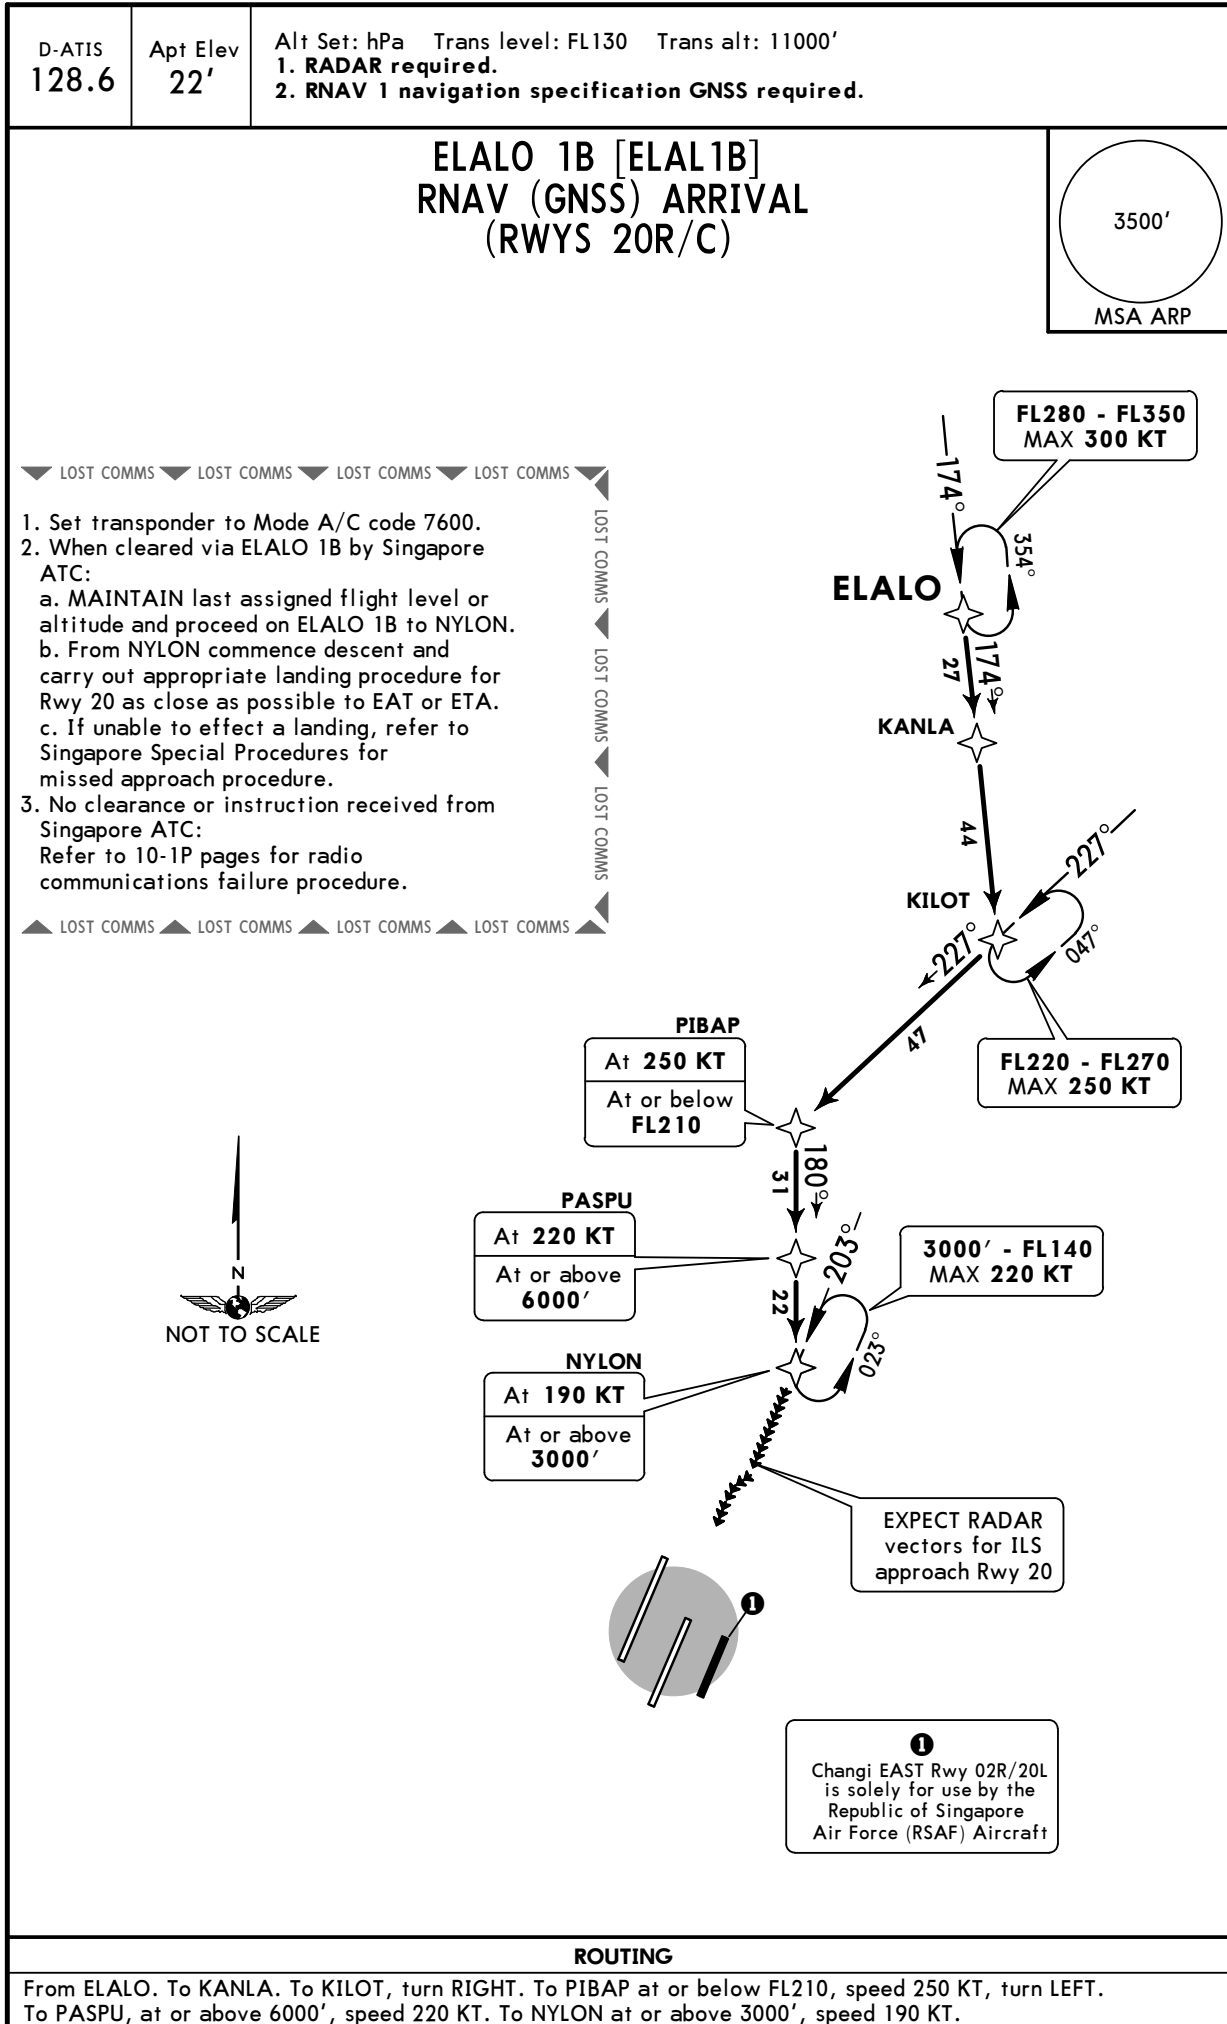 D-ATIS
128.6
Apt Elev
22'
Alt Set: hPa Trans level: FL130 Trans alt: 11000'
1. RADAR required.
2. RNAV 1 navigation specification GNSS required.
ELALO 1B [ELAL1B]
RNAV (GNSS) ARRIVAL
(RWYS 20R/C)
3500'
MSA ARP
FL280 - FL350
MAX 300 KT
LOST COMMS LOST COMMS LOST COMMS LOST COMMS
LOST COMMS LOST COMMS LOST COMMS
1. Set transponder to Mode A/C code 7600.
2. When cleared via ELALO 1B by Singapore
ATC:
a. MAINTAIN last assigned flight level or
altitude and proceed on ELALO 1B to NYLON.
b. From NYLON commence descent and
carry out appropriate landing procedure for
Rwy 20 as close as possible to EAT or ETA.
c. If unable to effect a landing, refer to
Singapore Special Procedures for
missed approach procedure.
3. No clearance or instruction received from
Singapore ATC:
Refer to 10-1P pages for radio
communications failure procedure.
LOST COMMS LOST COMMS LOST COMMS LOST COMMS
174°
354°
ELALO
27
174°
KANLA
44
227°
KILOT
047°
227°
47
FL220 - FL270
MAX 250 KT
PIBAP
At 250 KT
At or below
FL210
31
180°
PASPU
At 220 KT
At or above
6000'
203°
3000' - FL140
MAX 220 KT
22
023°
NYLON
At 190 KT
At or above
3000'
N
NOT TO SCALE
EXPECT RADAR
vectors for ILS
approach Rwy 20
1
1
Changi EAST Rwy 02R/20L
is solely for use by the
Republic of Singapore
Air Force (RSAF) Aircraft
ROUTING
From ELALO. To KANLA. To KILOT, turn RIGHT. To PIBAP at or below FL210, speed 250 KT, turn LEFT.
To PASPU, at or above 6000', speed 220 KT. To NYLON at or above 3000', speed 190 KT.